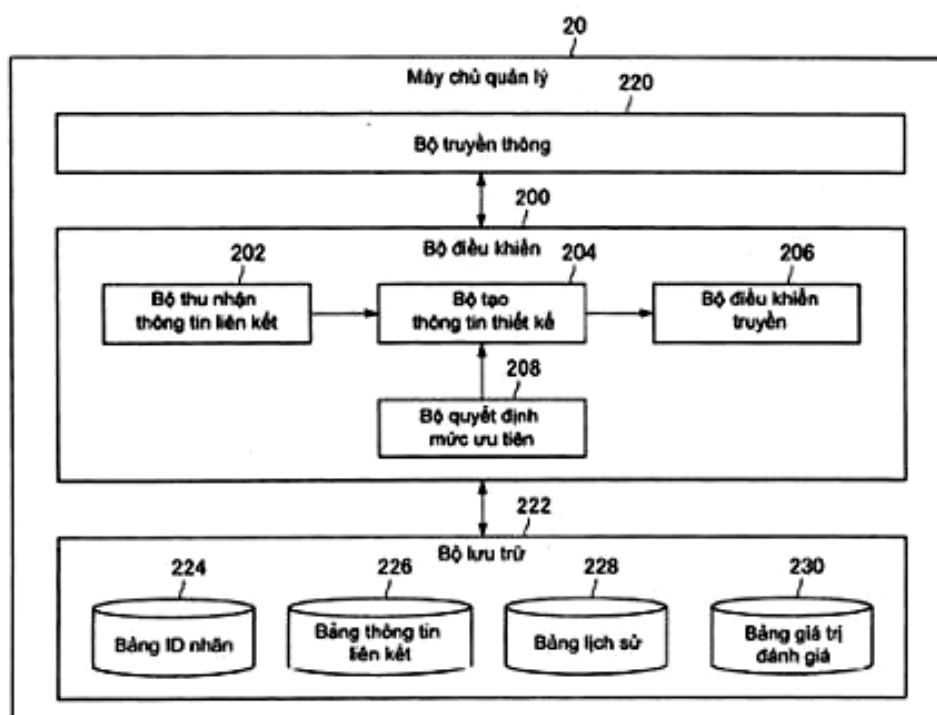 20
Máy chủ quản lý
220
Bộ truyền thông
200
Bộ điều khiển
202
204
206
Bộ thu nhận
thông tin liên kết
Bộ tạo
thông tin thiết kế
Bộ điều khiển
truyền
208
Bộ quyết định
mức ưu tiên
222
Bộ lưu trữ
224
226
228
230
Bảng ID nhãn
Bảng thông tin
liên kết
Bảng lịch sử
Bảng giá trị
đánh giá